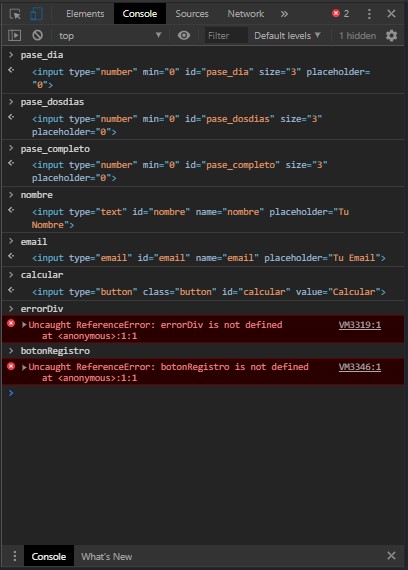 Elements Console Sources Network » 2
top Filter Default levels ▼ 1 hidden
> pase_dia
<input type="number" min="0" id="pase_dia" size="3" placeholder=
"0">
> pase_dosdias
<input type="number" min="0" id="pase_dosdias" size="3"
placeholder="0">
> pase_completo
<input type="number" min="0" id="pase_completo" size="3"
placeholder="0">
> nombre
<input type="text" id="nombre" name="nombre" placeholder="Tu
Nombre">
> email
<input type="email" id="email" name="email" placeholder="Tu Email">
> calcular
<input type="button" class="button" id="calcular" value="Calcular">
> errorDiv
Uncaught ReferenceError: errorDiv is not defined VM3319:1
at <anonymous>:1:1
> botonRegistro
Uncaught ReferenceError: botonRegistro is not defined VM3346:1
at <anonymous>:1:1
>
Console What's New